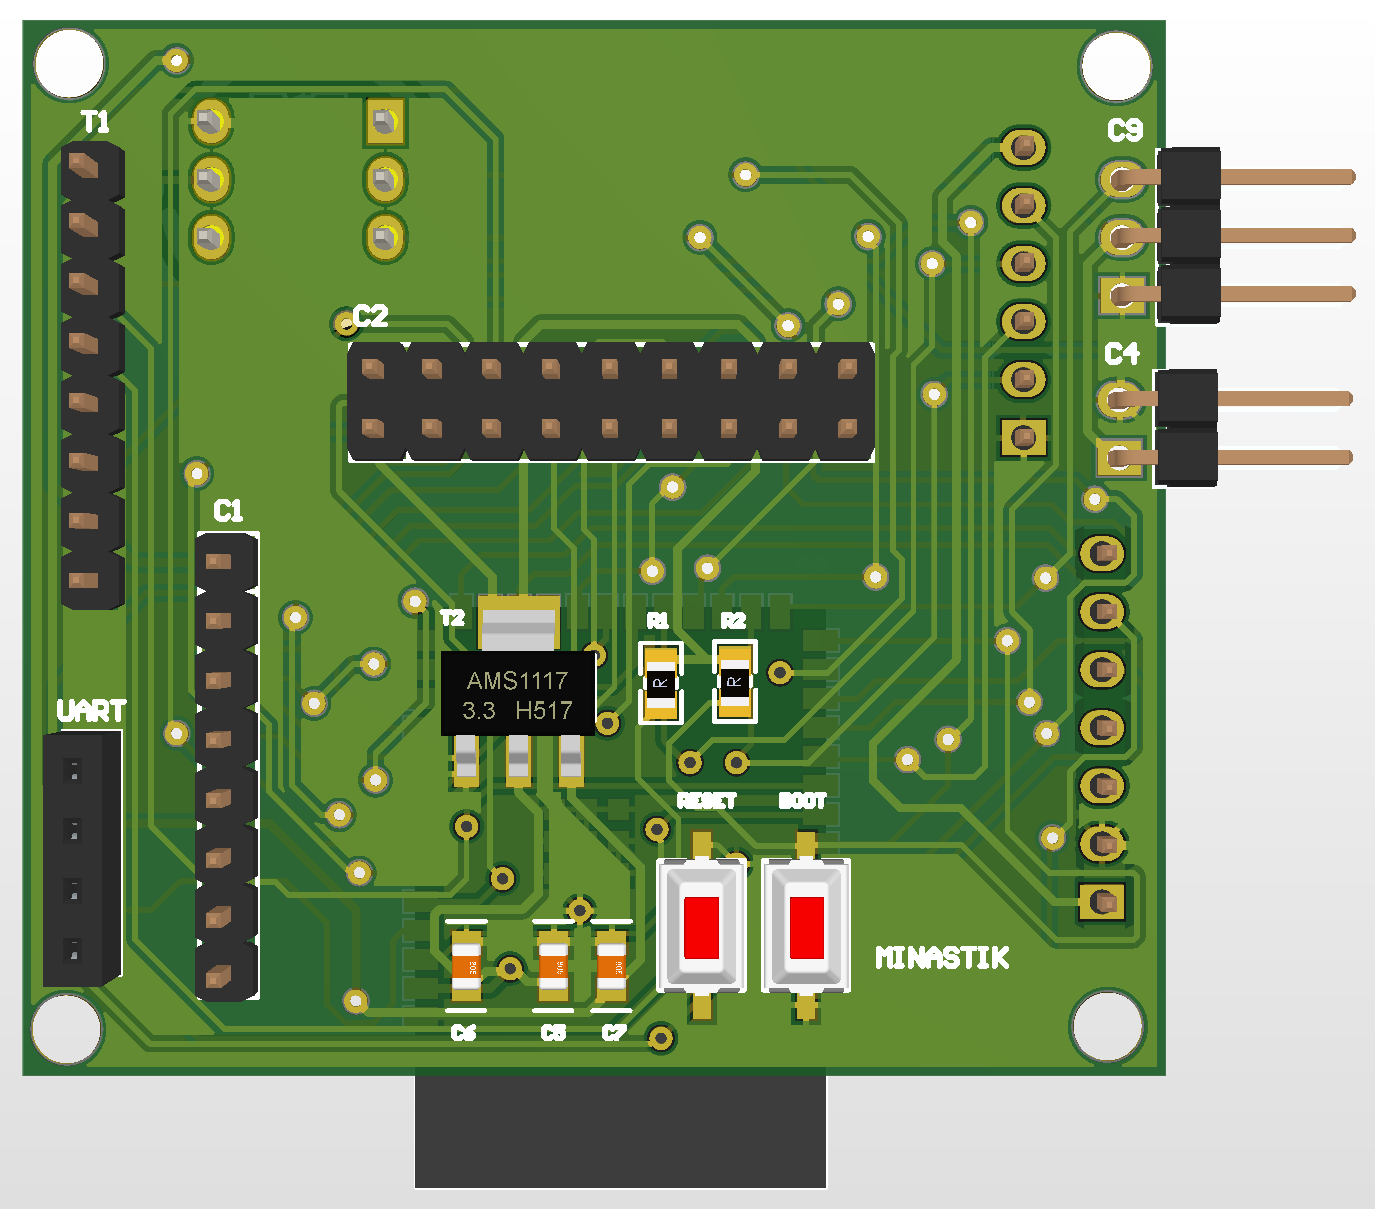 T1
C9
C2
C4
C1
T2
R1
R2
AMS1117
3.3 H517
R
R
UART
RESET
BOOT
MINASTIK
C6
C5
C7